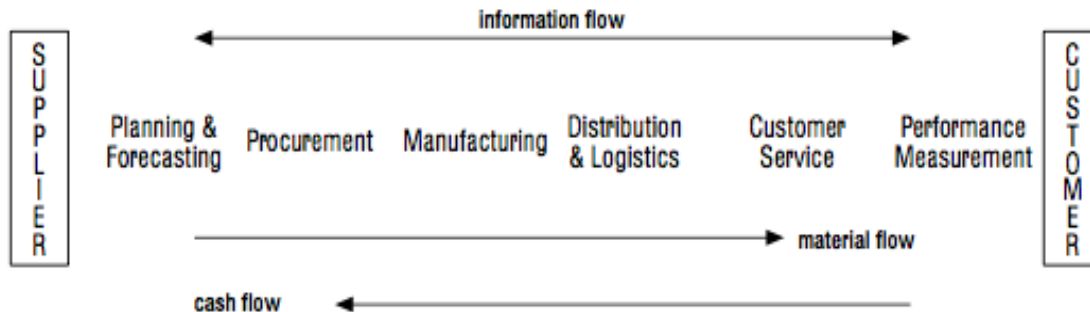 information flow
SUPPLIER
Planning &
Forecasting
Procurement
Manufacturing
Distribution
& Logistics
Customer
Service
Performance
Measurement
CUSTOMER
material flow
cash flow